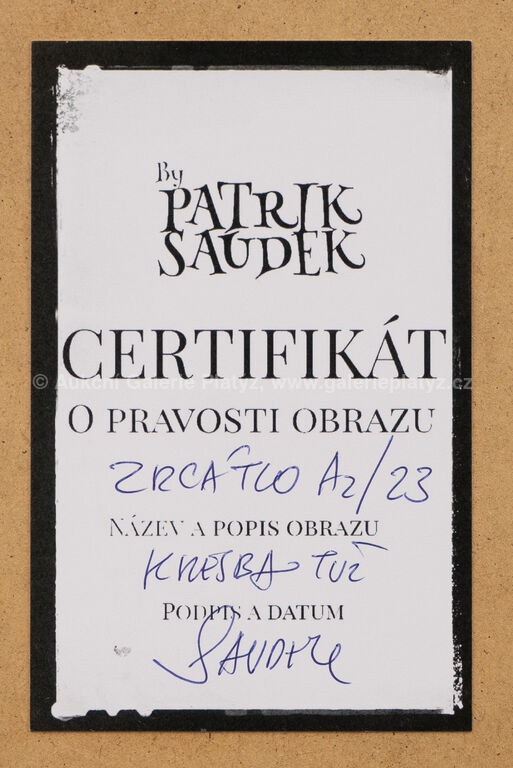 By
PATRIK
SAUDEK
CERTIFIKÁT
© Aukční Galerie Platýz, www.galerieplatyz.cz
O PRAVOSTI OBRAZU
ZRCÁTLO A2/23
NÁZEV A POPIS OBRAZU
KRESBA TUŽ
PODPIS A DATUM
SAUDEK